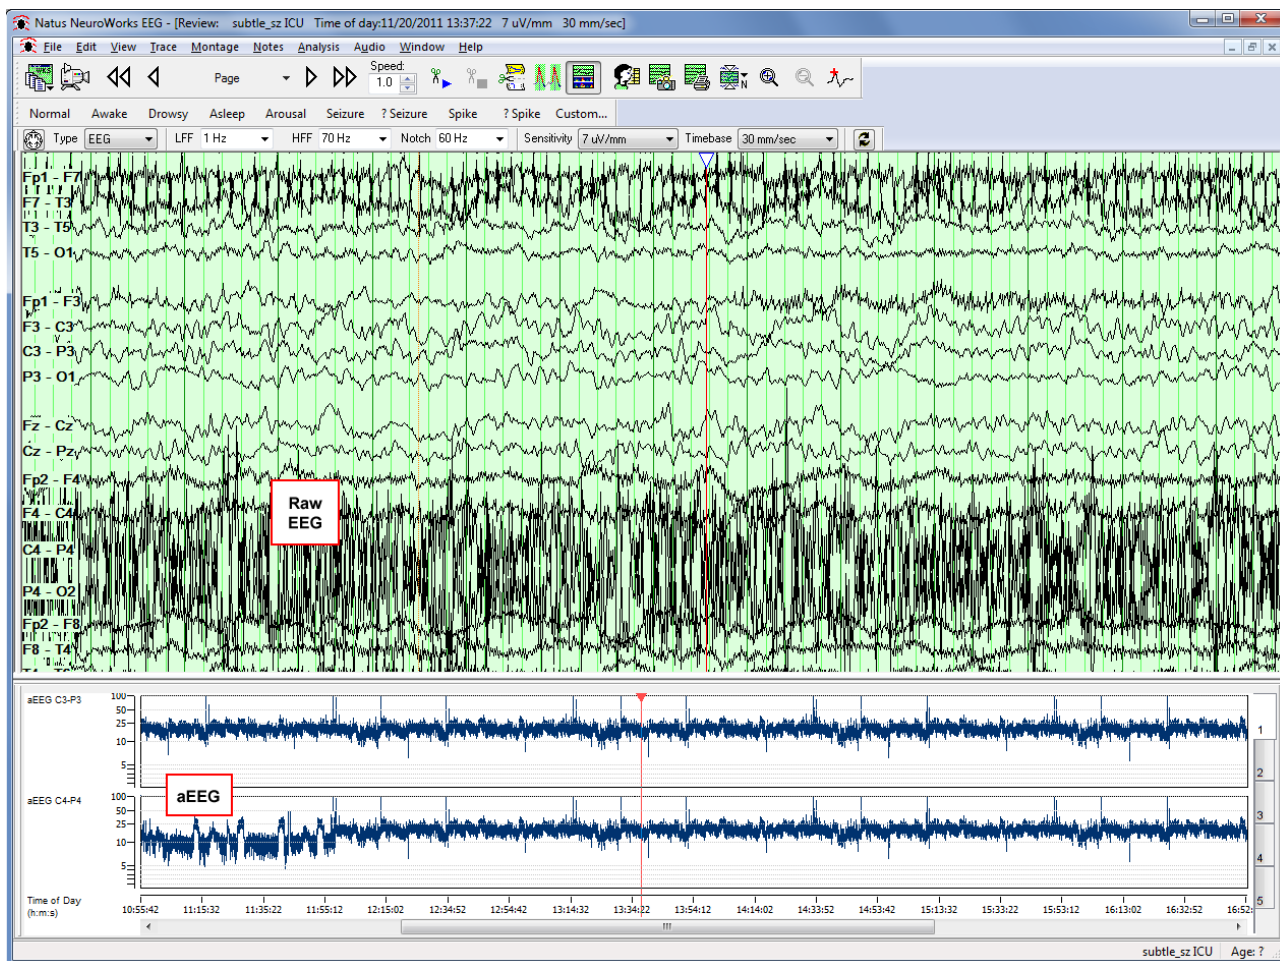 Natus NeuroWorks EEG - [Review: subtle_sz ICU Time of day:11/20/2011 13:37:22 7 uV/mm 30 mm/sec]
File Edit View Trace Montage Notes Analysis Audio Window Help
Page
Speed:
1.0
N
Normal Awake Drowsy Asleep Arousal Seizure ? Seizure Spike ? Spike Custom...
Type EEG LFF 1 Hz HFF 70 Hz Notch 60 Hz Sensitivity 7 uV/mm Timebase 30 mm/sec
Fp1 - F7
F7 - T3
T3 - T5
T5 - O1
Fp1 - F3
F3 - C3
C3 - P3
P3 - O1
Fz - Cz
Cz - Pz
Fp2 - F4
F4 - C4
C4 - P4
P4 - O2
Fp2 - F8
F8 - T4
Raw
EEG
aEEG C3-P3
100
50
25
10
5
aEEG
aEEG C4-P4
100
50
25
10
5
1
2
3
4
5
Time of Day
(h:m:s)
10:55:42 11:15:32 11:35:22 11:55:12 12:15:02 12:34:52 12:54:42 13:14:32 13:34:22 13:54:12 14:14:02 14:33:52 14:53:42 15:13:32 15:33:22 15:53:12 16:13:02 16:32:52 16:52:
subtle_sz ICU Age: ?